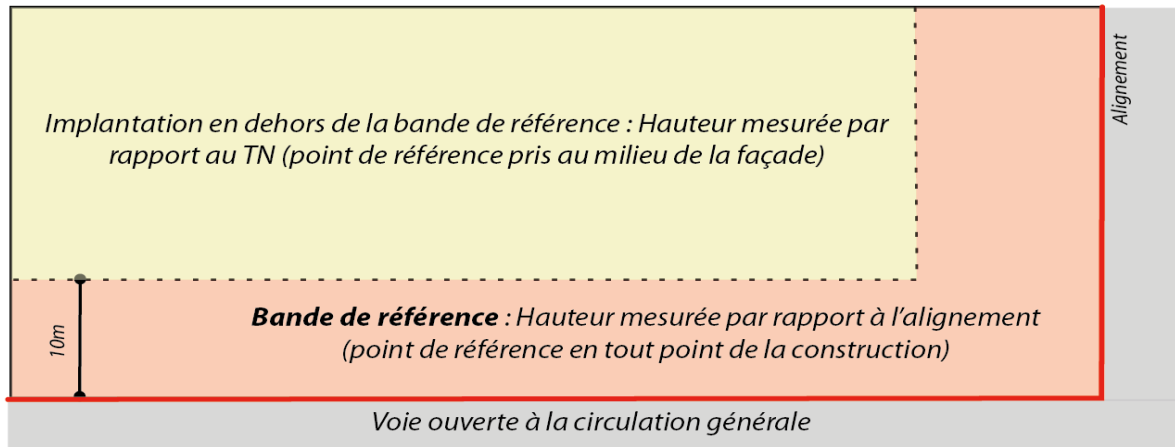 Implantation en dehors de la bande de référence : Hauteur mesurée par
rapport au TN (point de référence pris au milieu de la façade)
Alignement
10m
Bande de référence : Hauteur mesurée par rapport à l'alignement
(point de référence en tout point de la construction)
Voie ouverte à la circulation générale